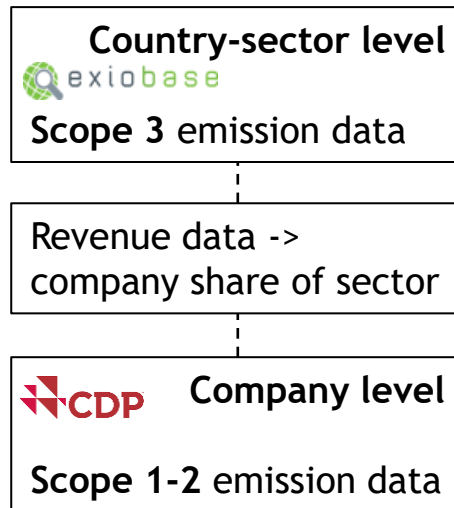 Country-sector level
exiobase
Scope 3 emission data
Revenue data ->
company share of sector
CDP Company level
Scope 1-2 emission data